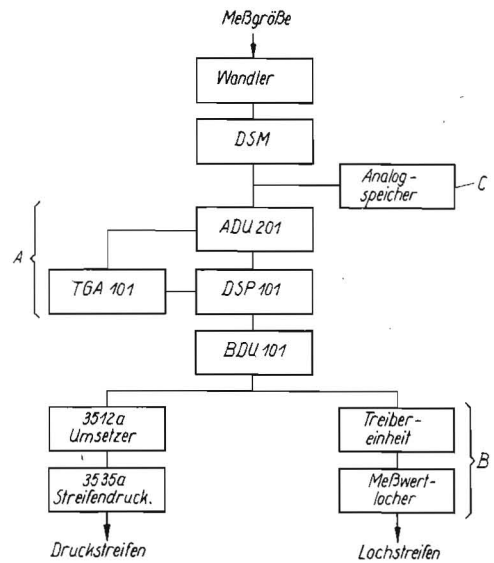 Meßgröße
Wandler
DSM
Analog-
speicher
C
ADU 201
A
TGA 101
DSP 101
BDU 101
3512a
Umsetzer
Treiber-
einheit
3535a
Streifendruck.
B
Meßwert-
locher
Druckstreifen
Lochstreifen